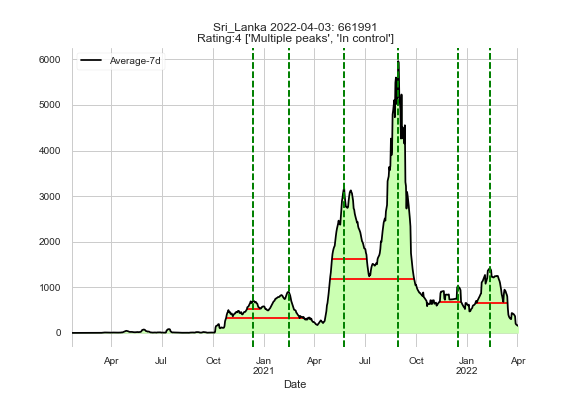 Sri_Lanka 2022-04-03: 661991
Rating:4 ['Multiple peaks', 'In control']
Average-7d
6000
5000
4000
3000
2000
1000
0
Apr Jul Oct Jan Apr Jul Oct Jan Apr
2021 2022
Date